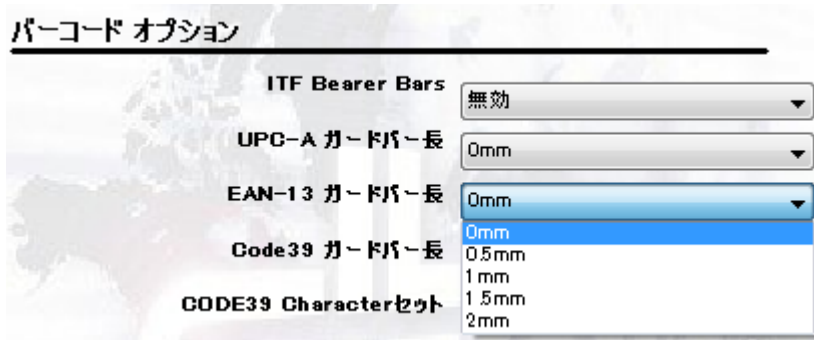 バーコード オプション
ITF Bearer Bars 無効
UPC-A ガードバー長 0mm
EAN-13 ガードバー長 0mm
0mm
Code39 ガードバー長 0.5mm
1mm
CODE39 Characterセット 1.5mm
2mm